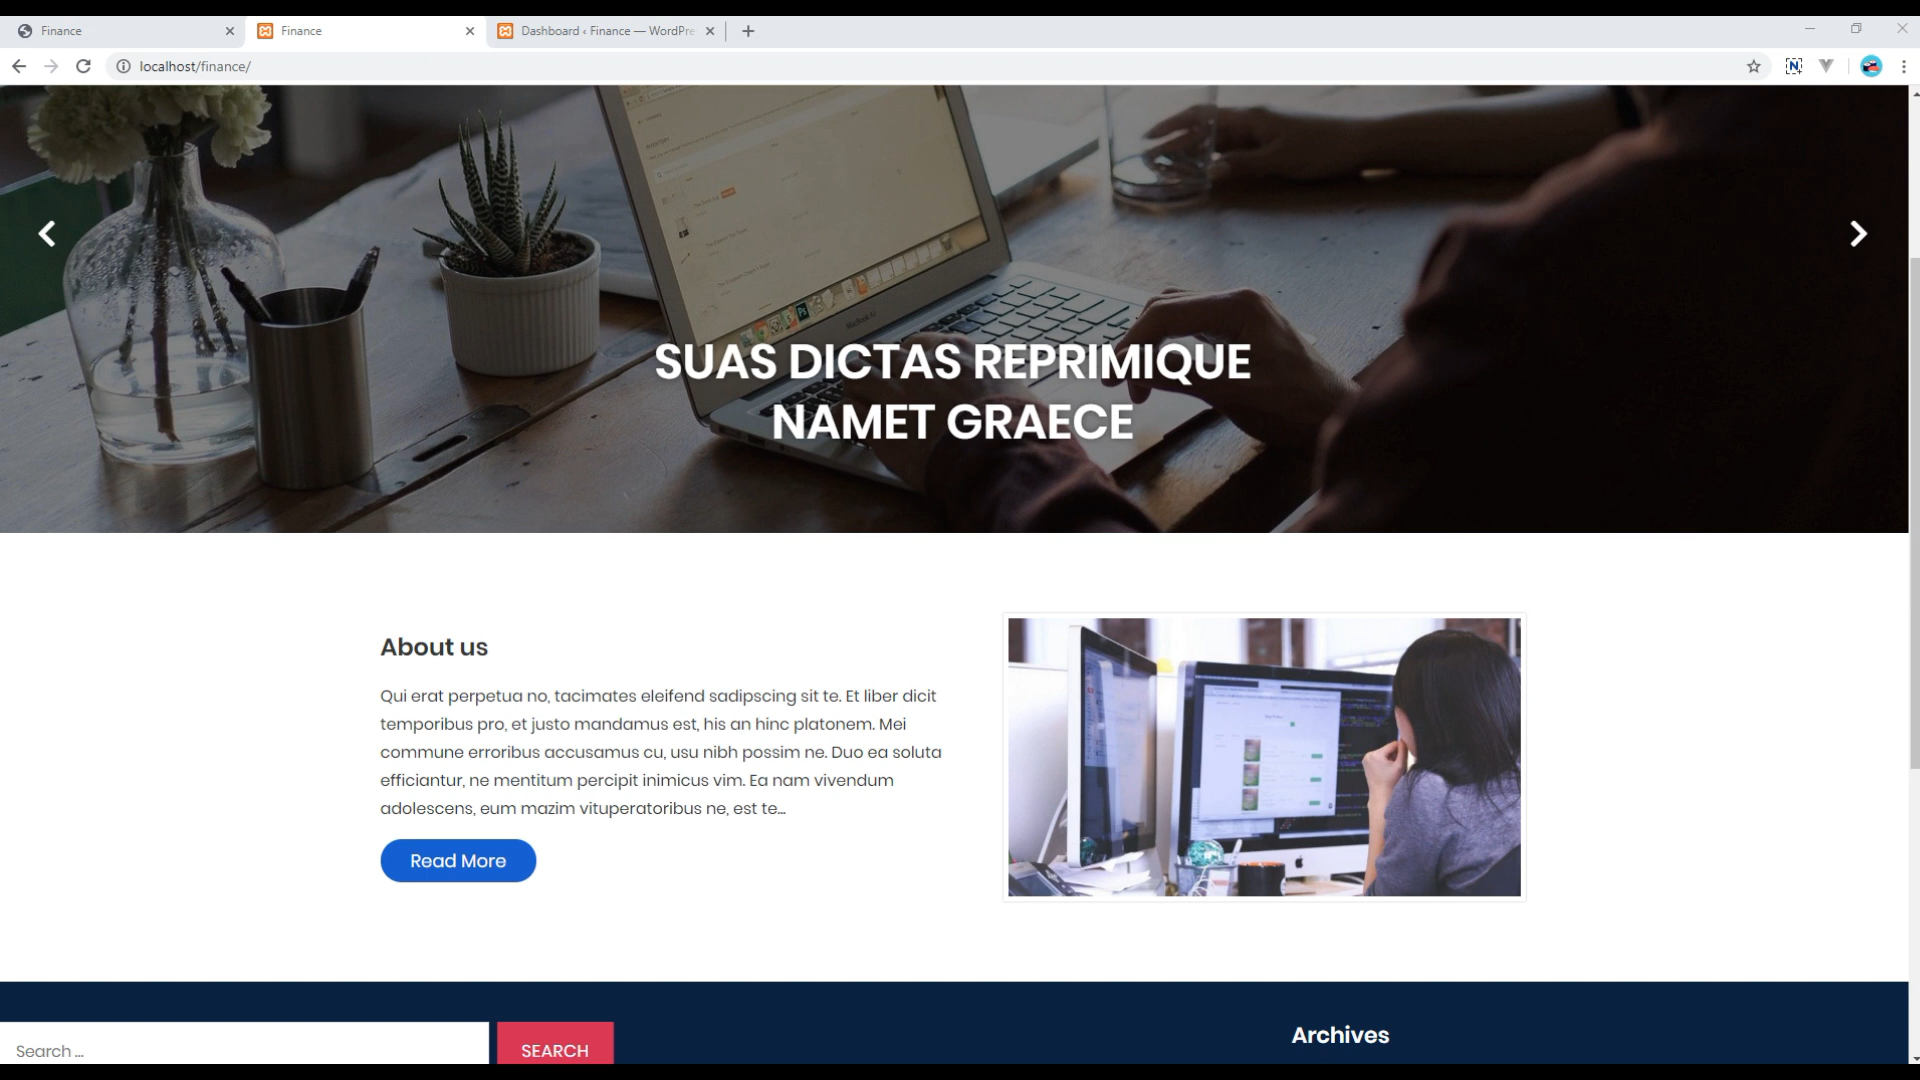 Finance
Finance
Dashboard ‹ Finance — WordPre
localhost/finance/
SUAS DICTAS REPRIMIQUE
NAMET GRAECE
About us
Qui erat perpetua no, tacimates eleifend sadipscing sit te. Et liber dicit
temporibus pro, et justo mandamus est, his an hinc platonem. Mei
commune erroribus accusamus cu, usu nibh possim ne. Duo ea soluta
efficiantur, ne mentitum percipit inimicus vim. Ea nam vivendum
adolescens, eum mazim vituperatoribus ne, est te…
Read More
Search …
SEARCH
Archives